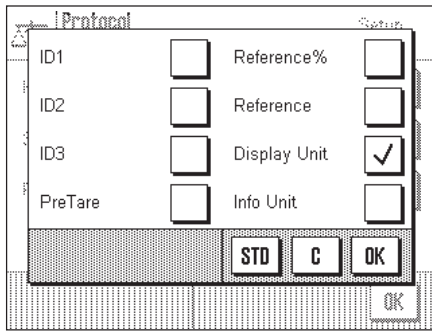 Protocol Setup
ID1 Reference%
ID2 Reference
ID3 Display Unit
PreTare Info Unit
STD C OK
OK